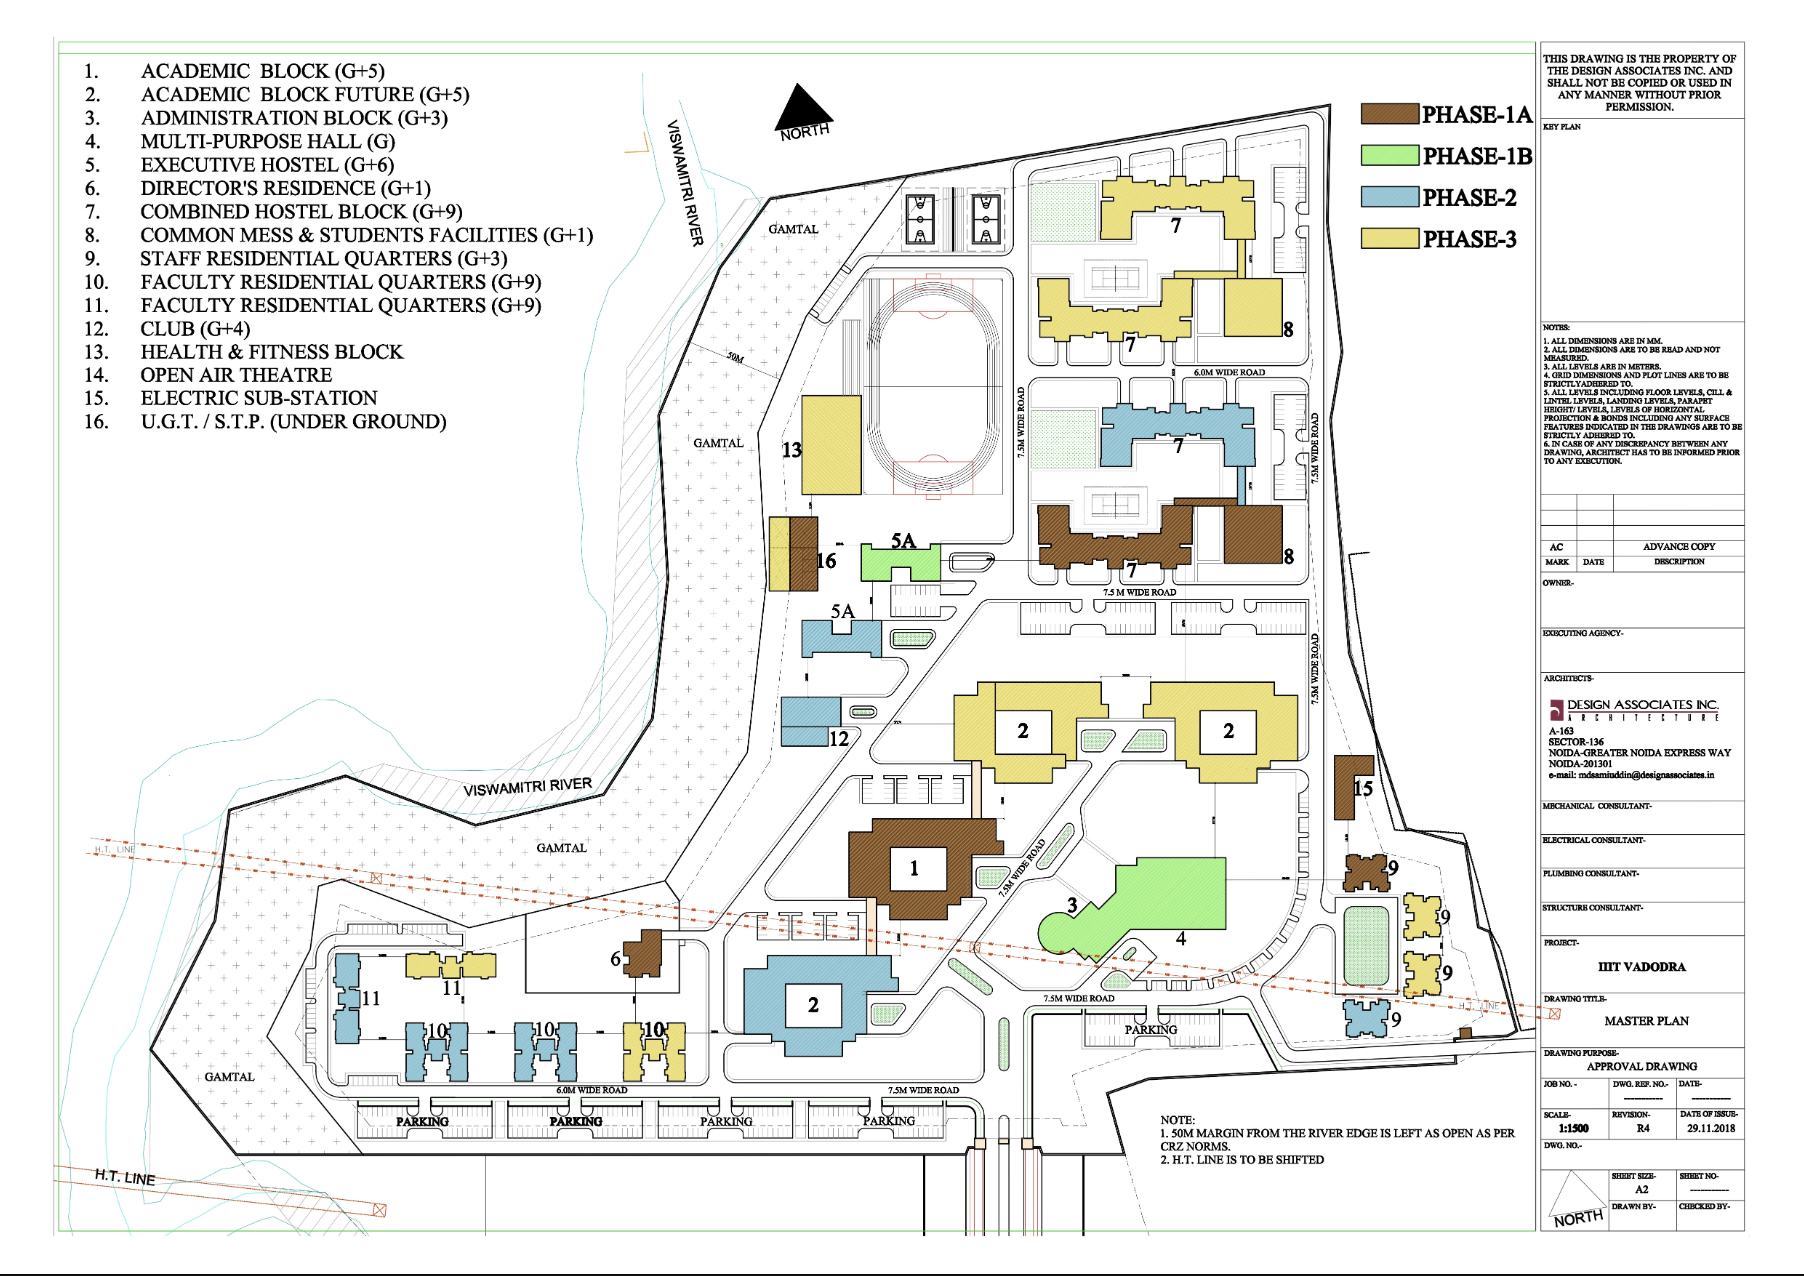 1. ACADEMIC BLOCK (G+5)
2. ACADEMIC BLOCK FUTURE (G+5)
3. ADMINISTRATION BLOCK (G+3)
4. MULTI-PURPOSE HALL (G)
5. EXECUTIVE HOSTEL (G+6)
6. DIRECTOR'S RESIDENCE (G+1)
7. COMBINED HOSTEL BLOCK (G+9)
8. COMMON MESS & STUDENTS FACILITIES (G+1)
9. STAFF RESIDENTIAL QUARTERS (G+3)
10. FACULTY RESIDENTIAL QUARTERS (G+9)
11. FACULTY RESIDENTIAL QUARTERS (G+9)
12. CLUB (G+4)
13. HEALTH & FITNESS BLOCK
14. OPEN AIR THEATRE
15. ELECTRIC SUB-STATION
16. U.G.T. / S.T.P. (UNDER GROUND)
NORTH
VISWAMITRI RIVER
PHASE-1A
PHASE-1B
PHASE-2
PHASE-3
GAMTAL
7
8
7
50M
6.0M WIDE ROAD
7.5M WIDE ROAD
7.5M WIDE ROAD
GAMTAL
13
7
16
5A
8
7
7.5 M WIDE ROAD
5A
7.5M WIDE ROAD
12
2
2
VISWAMITRI RIVER
15
H.T. LINE
GAMTAL
1
7.5M WIDE ROAD
9
3
4
9
6
9
11
11
2
7.5M WIDE ROAD
H.T. LINE
9
PARKING
10
10
10
GAMTAL
6.0M WIDE ROAD
7.5M WIDE ROAD
PARKING
PARKING
PARKING
PARKING
H.T. LINE
NOTE:
1. 50M MARGIN FROM THE RIVER EDGE IS LEFT AS OPEN AS PER
CRZ NORMS.
2. H.T. LINE IS TO BE SHIFTED
THIS DRAWING IS THE PROPERTY OF
THE DESIGN ASSOCIATES INC. AND
SHALL NOT BE COPIED OR USED IN
ANY MANNER WITHOUT PRIOR
PERMISSION.
KEY PLAN
NOTES:
1. ALL DIMENSIONS ARE IN MM.
2. ALL DIMENSIONS ARE TO BE READ AND NOT
MEASURED.
3. ALL LEVELS ARE IN METERS.
4. GRID DIMENSIONS AND PLOT LINES ARE TO BE
STRICTLYADHERED TO.
5. ALL LEVELS INCLUDING FLOOR LEVELS, CILL &
LINTEL LEVELS, LANDING LEVELS, PARAPET
HEIGHT/ LEVELS, LEVELS OF HORIZONTAL
PROJECTION & BONDS INCLUDING ANY SURFACE
FEATURES INDICATED IN THE DRAWINGS ARE TO BE
STRICTLY ADHERED TO.
6. IN CASE OF ANY DISCREPANCY BETWEEN ANY
DRAWING, ARCHITECT HAS TO BE INFORMED PRIOR
TO ANY EXECUTION.
AC ADVANCE COPY
MARK DATE DESCRIPTION
OWNER-
EXECUTING AGENCY-
ARCHITECTS-
DESIGN ASSOCIATES INC.
ARCHITECTURE
A-163
SECTOR-136
NOIDA-GREATER NOIDA EXPRESS WAY
NOIDA-201301
e-mail: mdsamiuddin@designassociates.in
MECHANICAL CONSULTANT-
ELECTRICAL CONSULTANT-
PLUMBING CONSULTANT-
STRUCTURE CONSULTANT-
PROJECT-
IIIT VADODRA
DRAWING TITLE-
MASTER PLAN
DRAWING PURPOSE-
APPROVAL DRAWING
JOB NO. - DWG. REF. NO.- DATE-
SCALE- REVISION- DATE OF ISSUE-
1:1500 R4 29.11.2018
DWG. NO.-
SHEET SIZE- SHEET NO-
A2
DRAWN BY- CHECKED BY-
NORTH